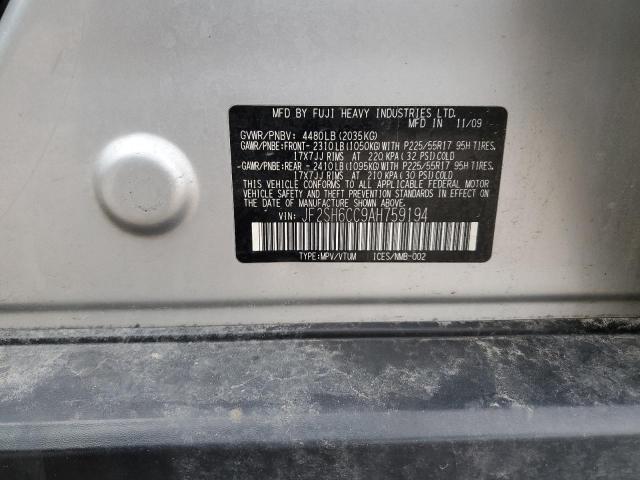 MFD BY FUJI HEAVY INDUSTRIES LTD.
MFD IN 11/09
GVWR/PNBV: 4480LB (2035KG)
GAWR/PNBE:FRONT- 2310LB(1050KG)WITH P225/55R17 95H TIRES.
17X7JJ RIMS AT 220 KPA (32 PSI)COLD
GAWR/PNBE:REAR - 2410LB(1095KG)WITH P225/55R17 95H TIRES.
17X7JJ RIMS AT 210 KPA (30 PSI)COLD
THIS VEHICLE CONFORMS TO ALL APPLICABLE U.S. FEDERAL
MOTOR VEHICLE SAFETY STANDARDS IN EFFECT ON THE
DATE OF MANUFACTURE SHOWN ABOVE.
VIN: JF2SH6CC9AH759194
TYPE:MPV/VTUM ICES/NMB-002